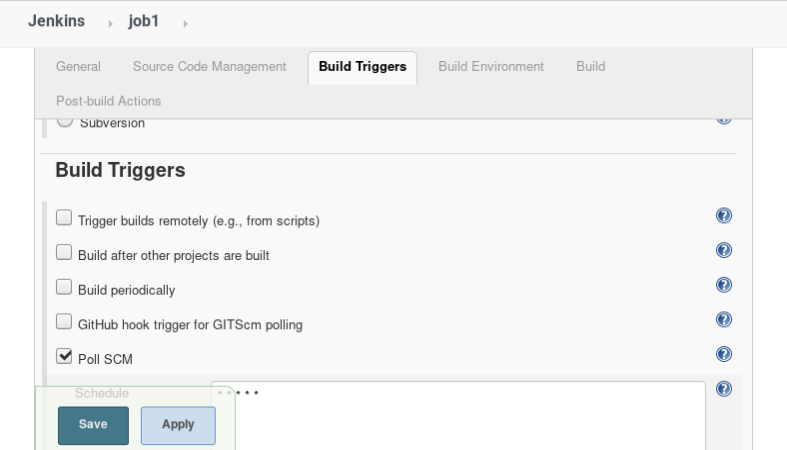 Jenkins › job1 ›
General Source Code Management Build Triggers Build Environment Build
Post-build Actions
Subversion
Build Triggers
Trigger builds remotely (e.g., from scripts)
Build after other projects are built
Build periodically
GitHub hook trigger for GITScm polling
Poll SCM
Schedule * * * * *
Save Apply